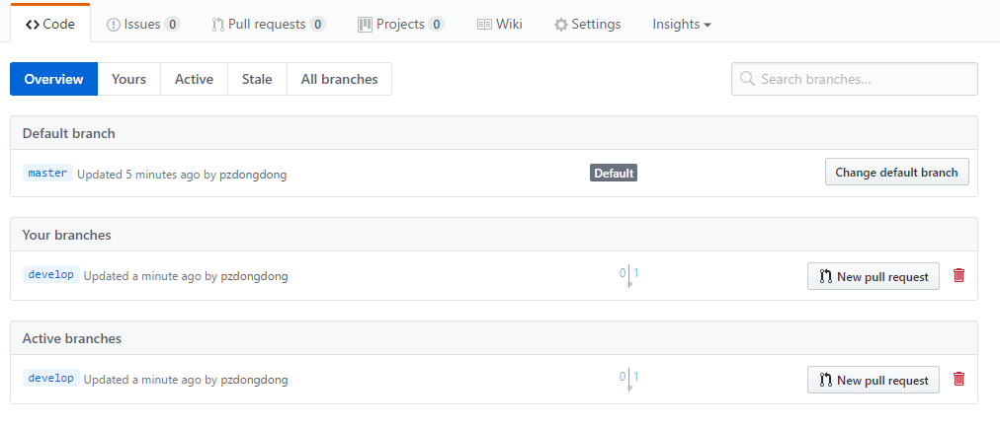 Code Issues 0 Pull requests 0 Projects 0 Wiki Settings Insights
Overview Yours Active Stale All branches Search branches...
Default branch
master Updated 5 minutes ago by pzdongdong Default Change default branch
Your branches
develop Updated a minute ago by pzdongdong 0 1 New pull request
Active branches
develop Updated a minute ago by pzdongdong 0 1 New pull request